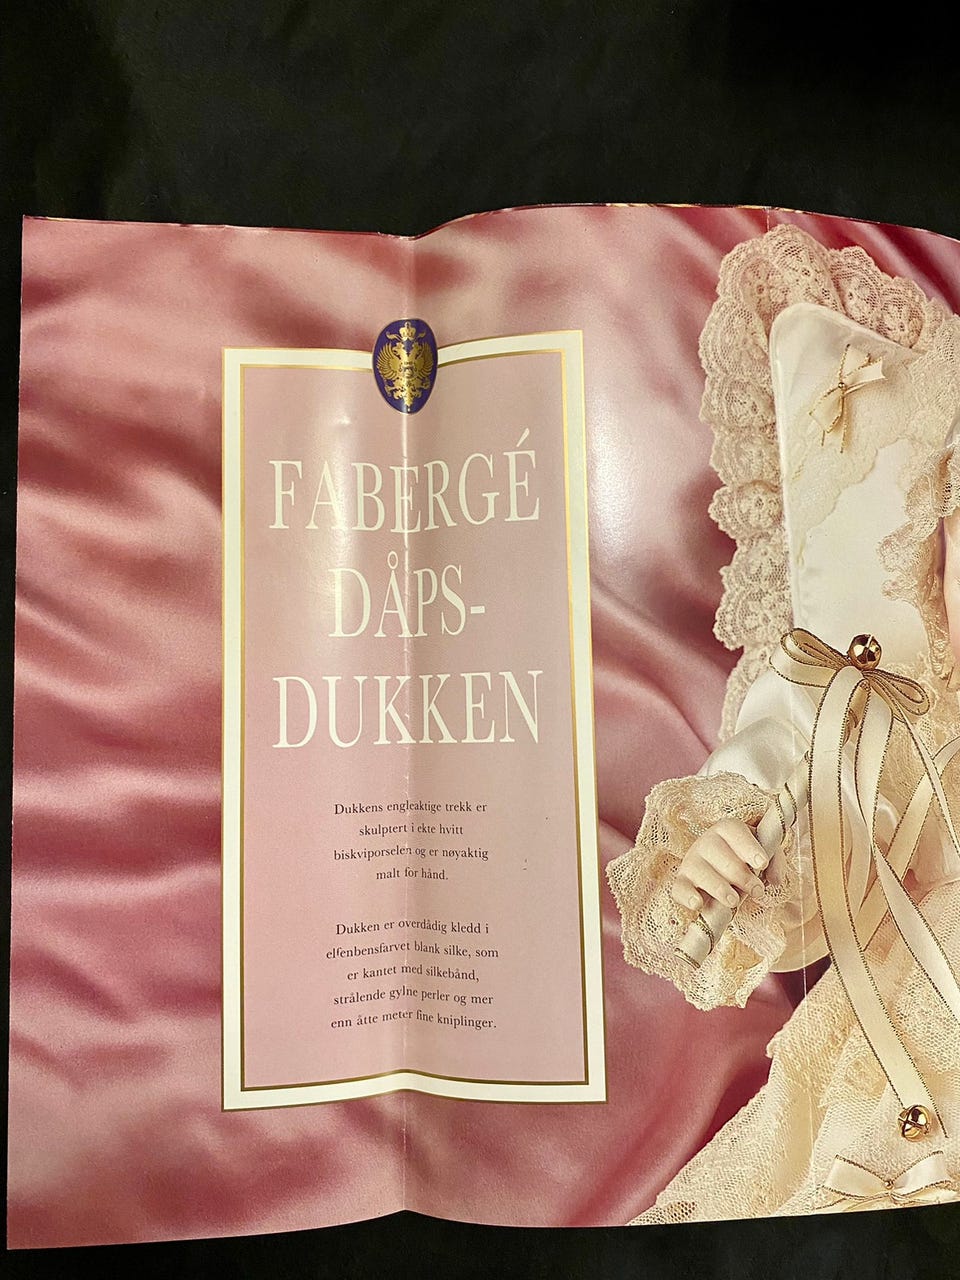 FABERGÉ
DÅPS-
DUKKEN
Dukkens engleaktige trekk er
skulptert i ekte hvitt
biskviporselen og er nøyaktig
malt for hånd.
Dukken er overdådig kledd i
elfenbensfarvet blank silke, som
er kantet med silkebånd,
strålende gylne perler og mer
enn åtte meter fine kniplinger.